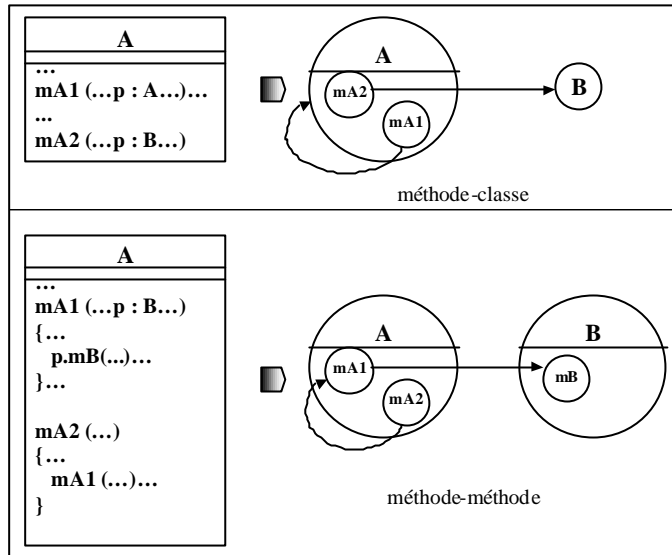 A
...
mA1 (...p : A...)...
...
mA2 (...p : B...)
A
mA2
mA1
B
méthode-classe
A
...
mA1 (...p : B...)
{...
p.mB(...)...
}...
mA2 (...)
{...
mA1 (...)...
}
A
mA1
mA2
B
mB
méthode-méthode